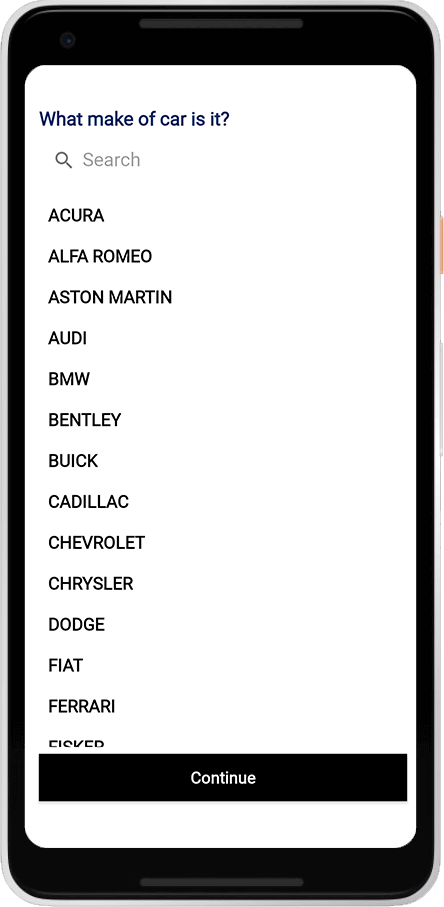 What make of car is it?
Search
ACURA
ALFA ROMEO
ASTON MARTIN
AUDI
BMW
BENTLEY
BUICK
CADILLAC
CHEVROLET
CHRYSLER
DODGE
FIAT
FERRARI
FISKER
Continue